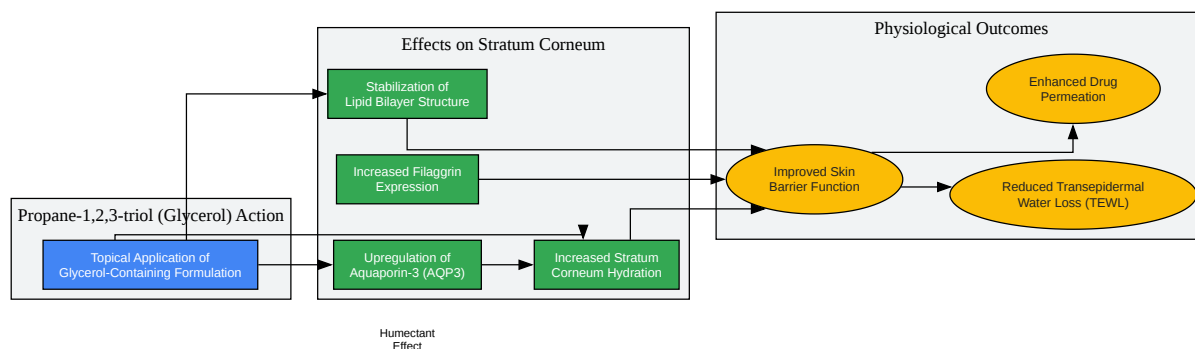 Physiological Outcomes
Effects on Stratum Corneum
Stabilization of
Lipid Bilayer Structure
Enhanced Drug
Permeation
Increased Filaggrin
Expression
Improved Skin
Barrier Function
Reduced Transepidermal
Water Loss (TEWL)
Propane-1,2,3-triol (Glycerol) Action
Topical Application of
Glycerol-Containing Formulation
Upregulation of
Aquaporin-3 (AQP3)
Increased Stratum
Corneum Hydration
Humectant
Effect